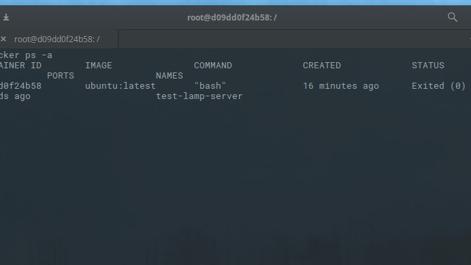 root@d09dd0f24b58: /
× root@d09dd0f24b58: /
cker ps -a
AINER ID IMAGE COMMAND CREATED STATUS
PORTS NAMES
d0f24b58 ubuntu:latest "bash" 16 minutes ago Exited (0)
ds ago test-lamp-server